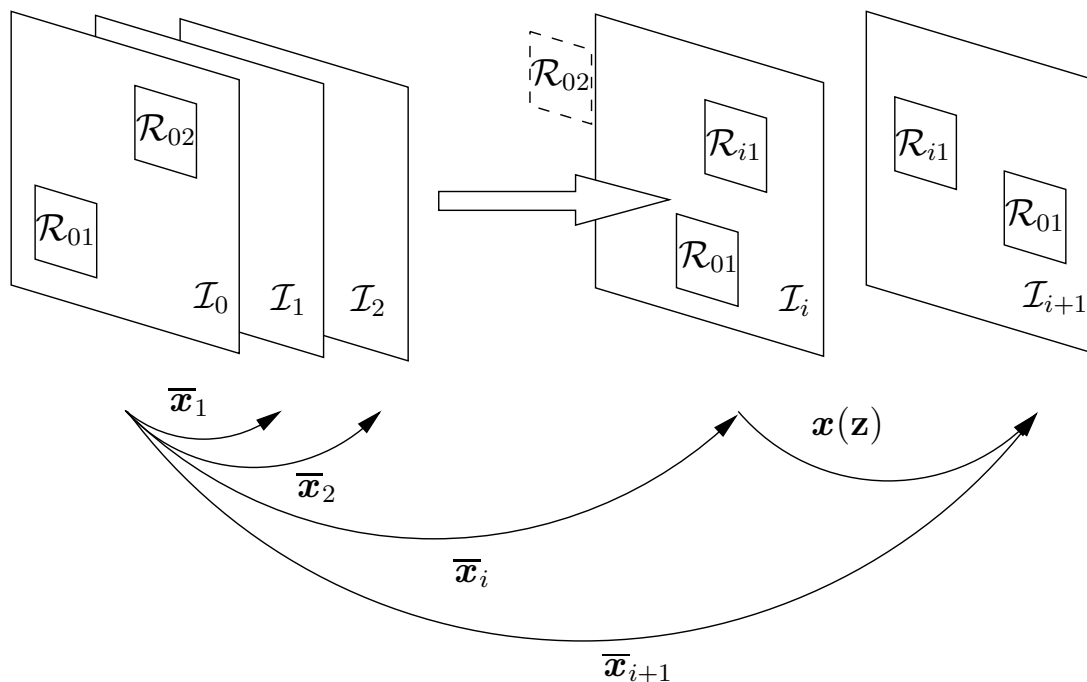 R₀₂
R₀₁
I₀
I₁
I₂
R₀₂
Rᵢ₁
R₀₁
Iᵢ
Rᵢ₁
R₀₁
Iᵢ₊₁
x̅₁
x̅₂
x̅ᵢ
x(z)
x̅ᵢ₊₁